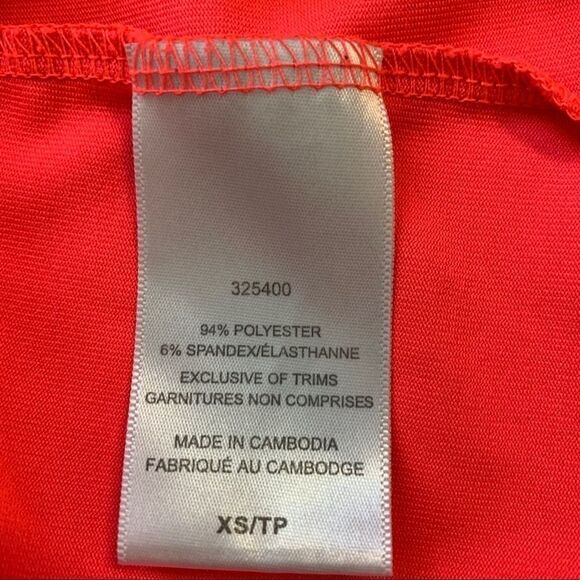 325400
94% POLYESTER
6% SPANDEX/ÉLASTHANNE
EXCLUSIVE OF TRIMS
GARNITURES NON COMPRISES
MADE IN CAMBODIA
FABRIQUÉ AU CAMBODGE
XS/TP